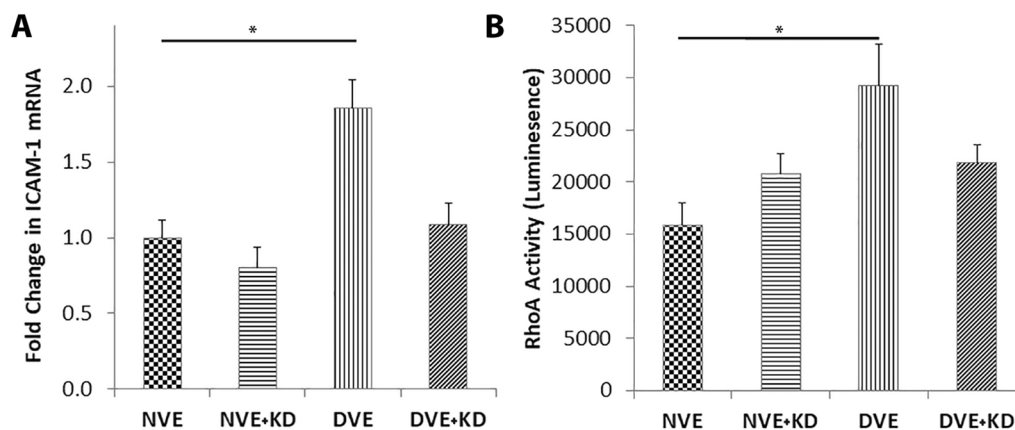 A
Fold Change in ICAM-1 mRNA
2.0
1.5
1.0
0.5
0.0
*
NVE
NVE+KD
DVE
DVE+KD
B
RhoA Activity (Luminesence)
35000
30000
25000
20000
15000
10000
5000
0
*
NVE
NVE+KD
DVE
DVE+KD